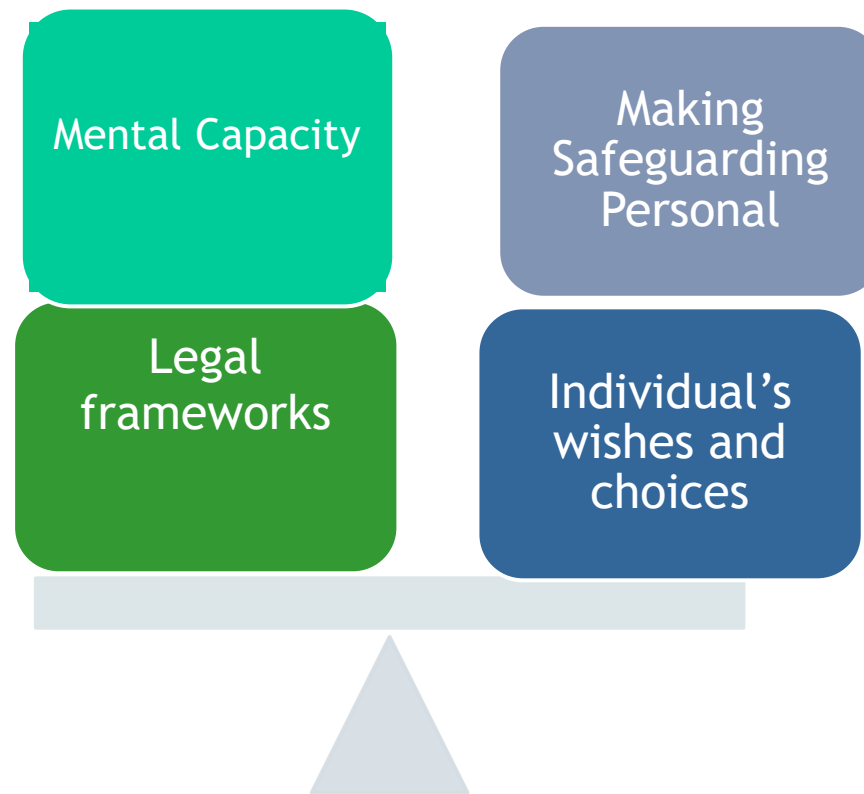 Mental Capacity
Making
Safeguarding
Personal
Legal
frameworks
Individual’s
wishes and
choices